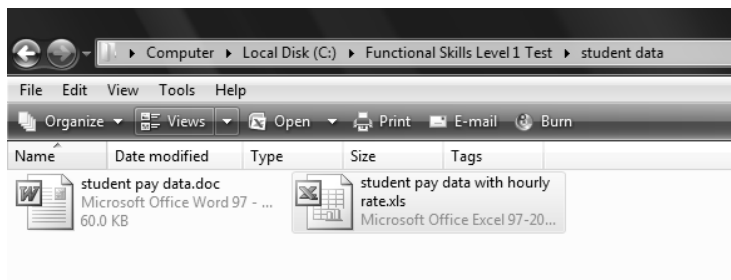 Computer Local Disk (C:) Functional Skills Level 1 Test student data
File Edit View Tools Help
Organize Views Open Print E-mail Burn
Name Date modified Type Size Tags
student pay data.doc
Microsoft Office Word 97 - ...
60.0 KB
student pay data with hourly
rate.xls
Microsoft Office Excel 97-20...